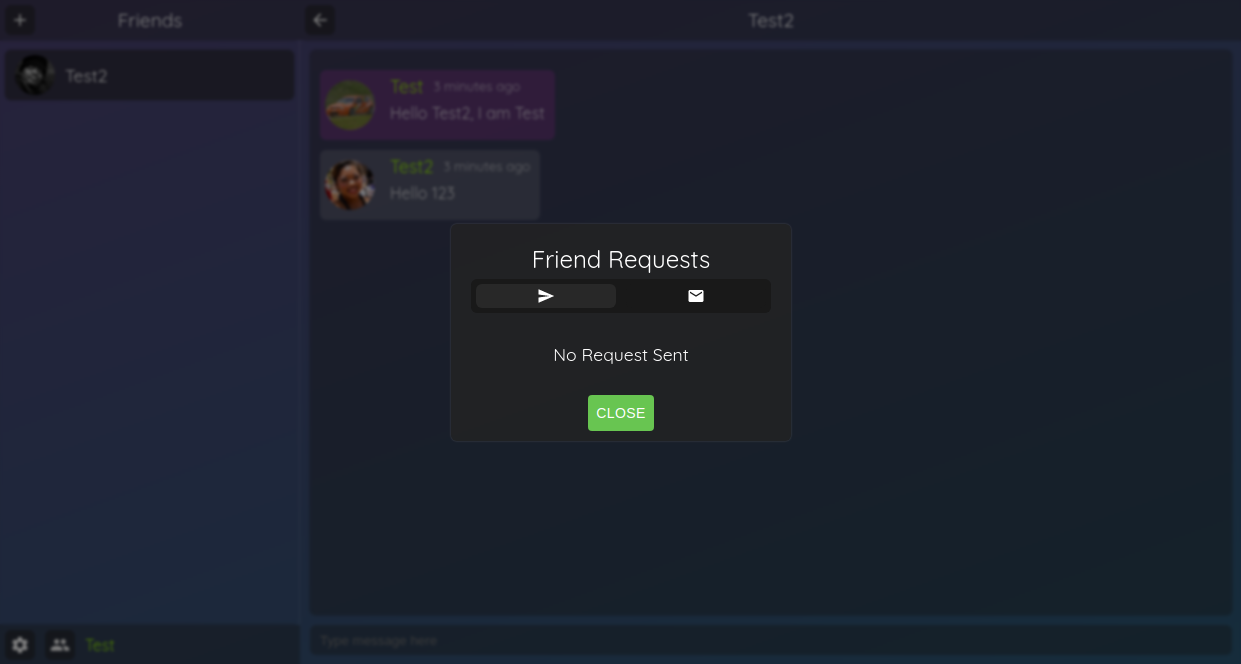 Friends
Test2
Test2
Test 3 minutes ago
Hello Test2, I am Test
Test2 3 minutes ago
Hello 123
Friend Requests
No Request Sent
CLOSE
Test
Type message here